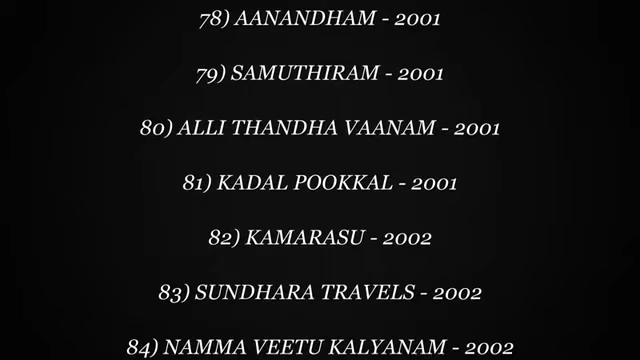 78) AANANDHAM - 2001
79) SAMUTHIRAM - 2001
80) ALLI THANDHA VAANAM - 2001
81) KADAL POOKKAL - 2001
82) KAMARASU - 2002
83) SUNDHARA TRAVELS - 2002
84) NAMMA VEETU KALYANAM - 2002